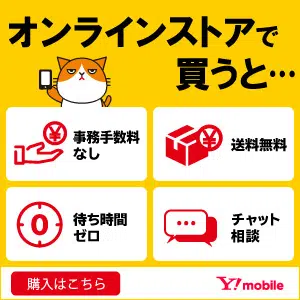 オンラインストアで
買うと…
事務手数料
なし
送料無料
0
待ち時間
ゼロ
チャット
相談
購入はこちら
Y!mobile